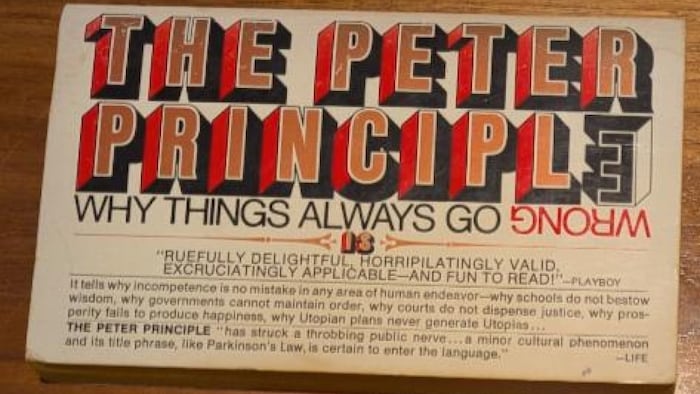 THE PETER
PRINCIPLE
WHY THINGS ALWAYS GO WRONG
IS
"RUEFULLY DELIGHTFUL, HORRIPILATINGLY VALID,
EXCRUCIATINGLY APPLICABLE—AND FUN TO READ!"—PLAYBOY
It tells why incompetence is no mistake in any area of human endeavor—why schools do not bestow
wisdom, why governments cannot maintain order, why courts do not dispense justice, why pros-
perity fails to produce happiness, why Utopian plans never generate Utopias...
THE PETER PRINCIPLE "has struck a throbbing public nerve...a minor cultural phenomenon
and its title phrase, like Parkinson's Law, is certain to enter the language."
—LIFE